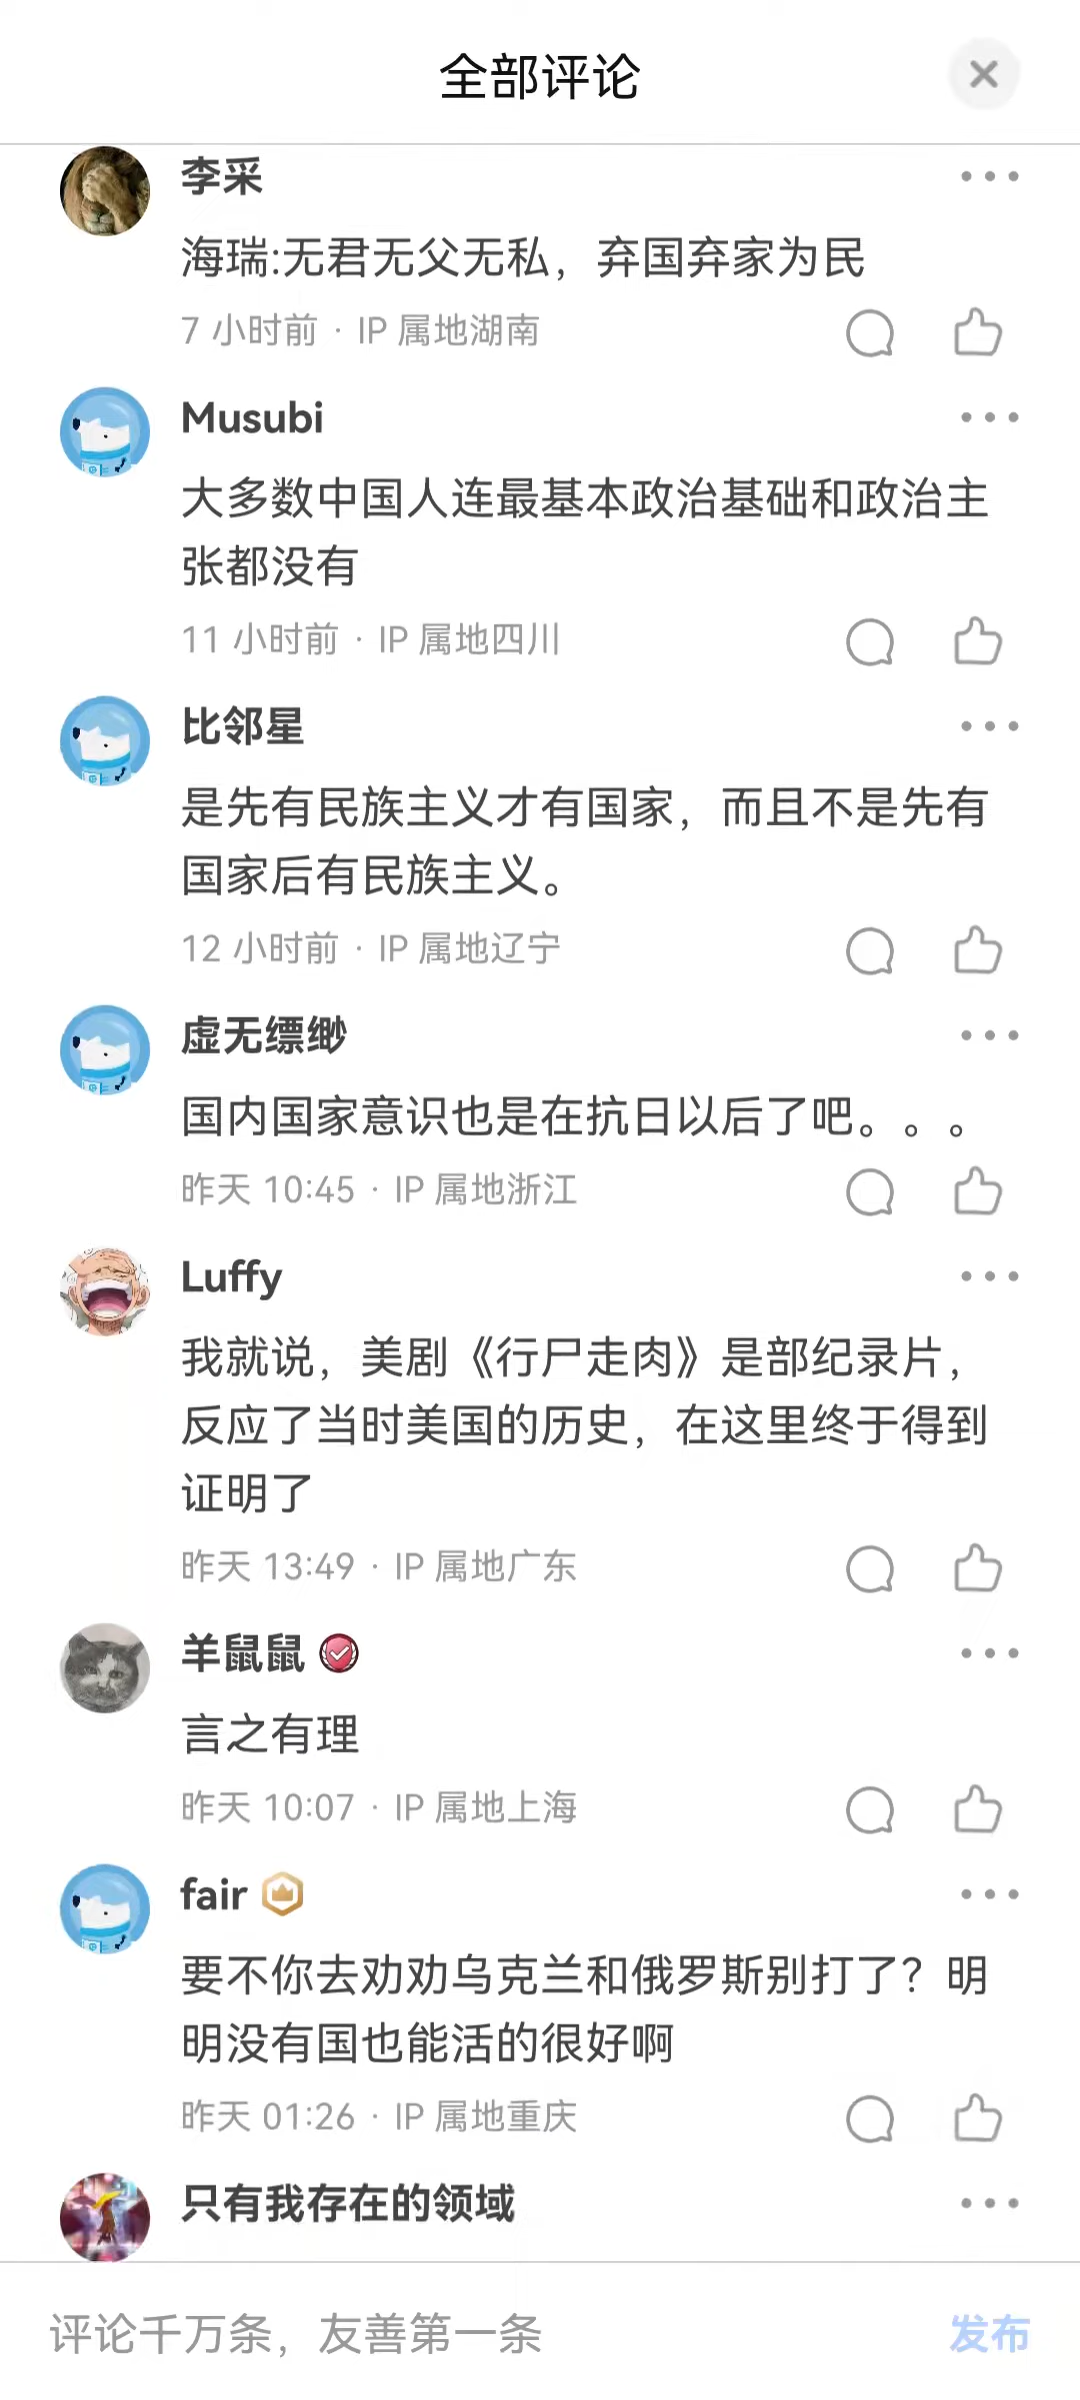 全部评论
李采
海瑞:无君无父无私，弃国弃家为民
7 小时前 · IP 属地湖南
Musubi
大多数中国人连最基本政治基础和政治主
张都没有
11 小时前 · IP 属地四川
比邻星
是先有民族主义才有国家，而且不是先有
国家后有民族主义。
12 小时前 · IP 属地辽宁
虚无缥缈
国内国家意识也是在抗日以后了吧。。。
昨天 10:45 · IP 属地浙江
Luffy
我就说，美剧《行尸走肉》是部纪录片，
反应了当时美国的历史，在这里终于得到
证明了
昨天 13:49 · IP 属地广东
羊鼠鼠
言之有理
昨天 10:07 · IP 属地上海
fair
要不你去劝劝乌克兰和俄罗斯别打了？明
明没有国也能活的很好啊
昨天 01:26 · IP 属地重庆
只有我存在的领域
评论千万条，友善第一条
发布